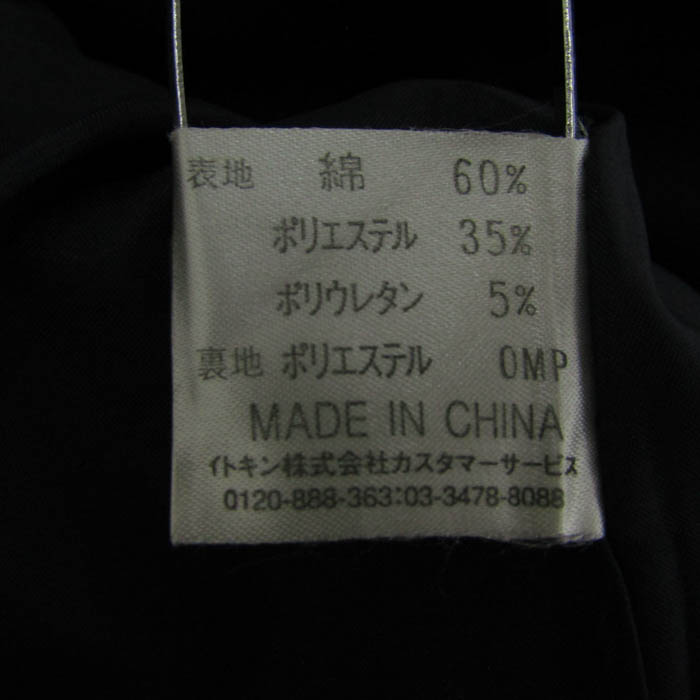 表地 綿 60%
ポリエステル 35%
ポリウレタン 5%
裏地 ポリエステル OMP
MADE IN CHINA
イトキン株式会社カスタマーサービス
0120-888-363:03-3478-8088